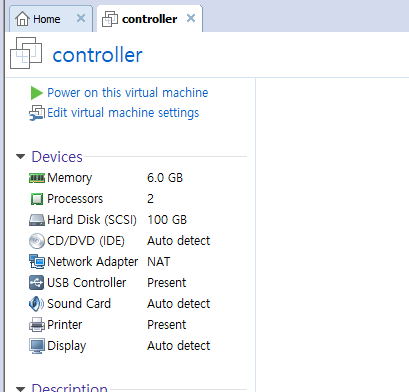 Home
controller
controller
Power on this virtual machine
Edit virtual machine settings
Devices
Memory 6.0 GB
Processors 2
Hard Disk (SCSI) 100 GB
CD/DVD (IDE) Auto detect
Network Adapter NAT
USB Controller Present
Sound Card Auto detect
Printer Present
Display Auto detect
Description